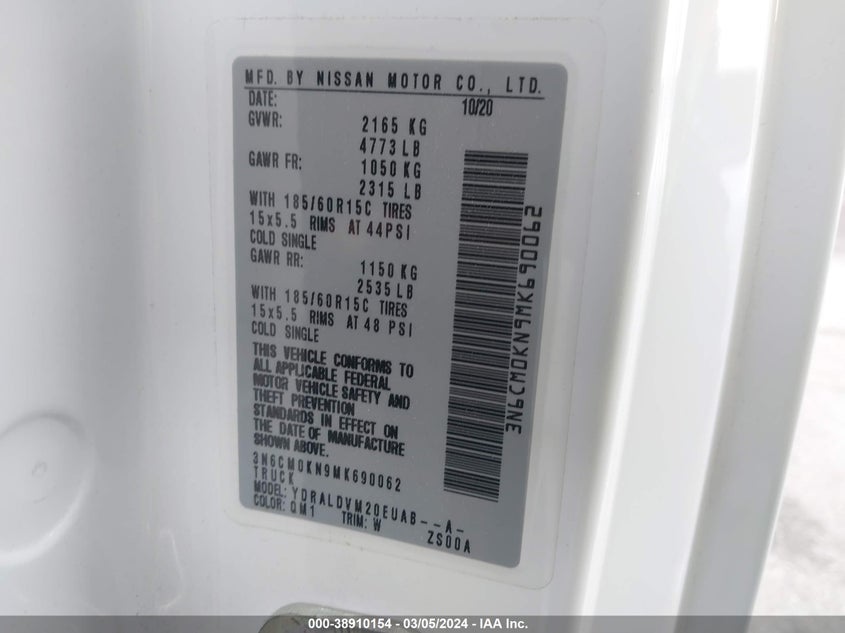 MFD. BY NISSAN MOTOR CO., LTD.
DATE: 10/20
GVWR: 2165 KG
4773 LB
GAWR FR: 1050 KG
2315 LB
WITH 185/60R15C TIRES
15x5.5 RIMS AT 44PSI
COLD SINGLE
GAWR RR: 1150 KG
2535 LB
WITH 185/60R15C TIRES
15x5.5 RIMS AT 48 PSI
COLD SINGLE
THIS VEHICLE CONFORMS TO
ALL APPLICABLE FEDERAL
MOTOR VEHICLE SAFETY AND
THEFT PREVENTION
STANDARDS IN EFFECT ON
THE DATE OF MANUFACTURE
SHOWN ABOVE.
3N6CM0KN9MK690062
TRUCK
MODEL: YDRALDVM20EUAB--A-
COLOR: QM1 TRIM: W ZS00A
3N6CM0KN9MK690062
000-38910154 - 03/05/2024 - IAA Inc.